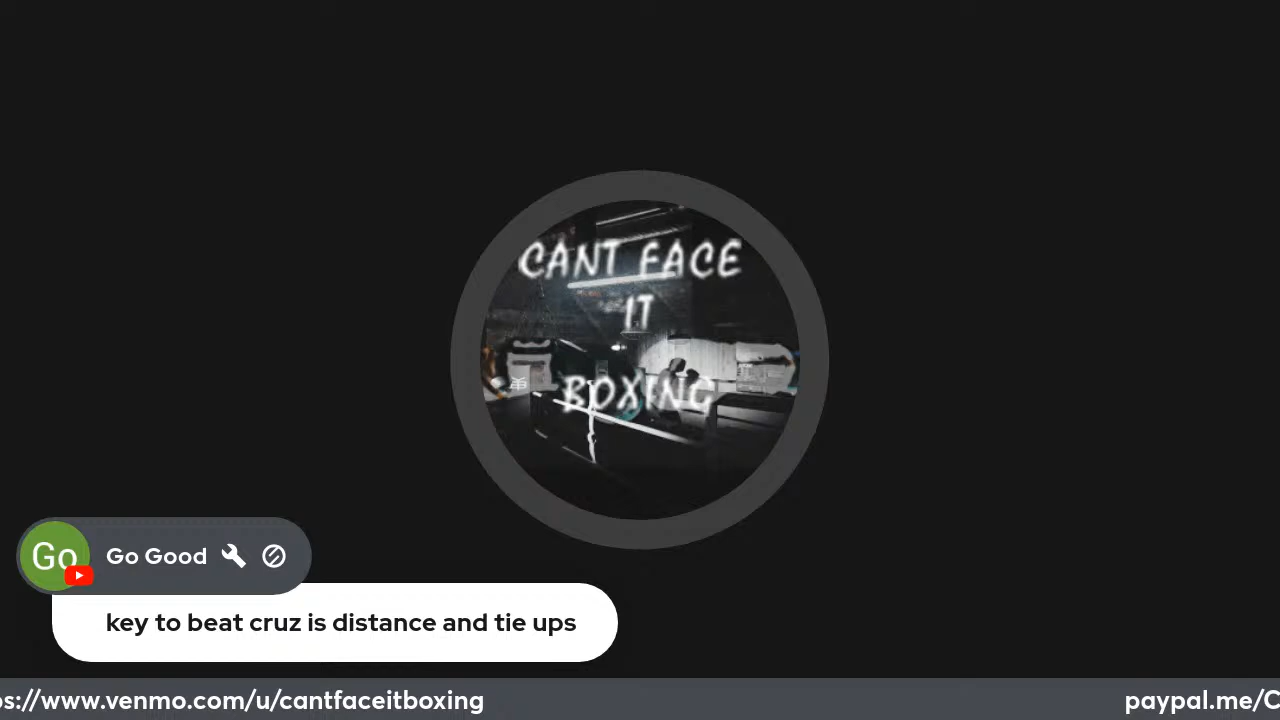 CANT FACE
IT
BOXING
Go
Go Good
key to beat cruz is distance and tie ups
ps://www.venmo.com/u/cantfaceitboxing
paypal.me/C